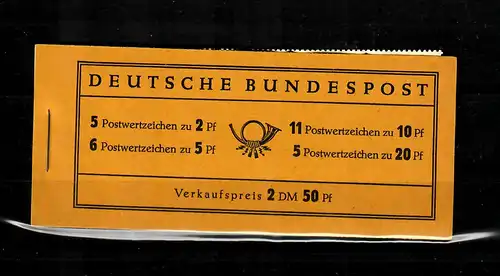 DEUTSCHE BUNDESPOST
5 Postwertzeichen zu 2 Pf
11 Postwertzeichen zu 10 Pf
6 Postwertzeichen zu 5 Pf
5 Postwertzeichen zu 20 Pf
Verkaufspreis 2 DM 50 Pf